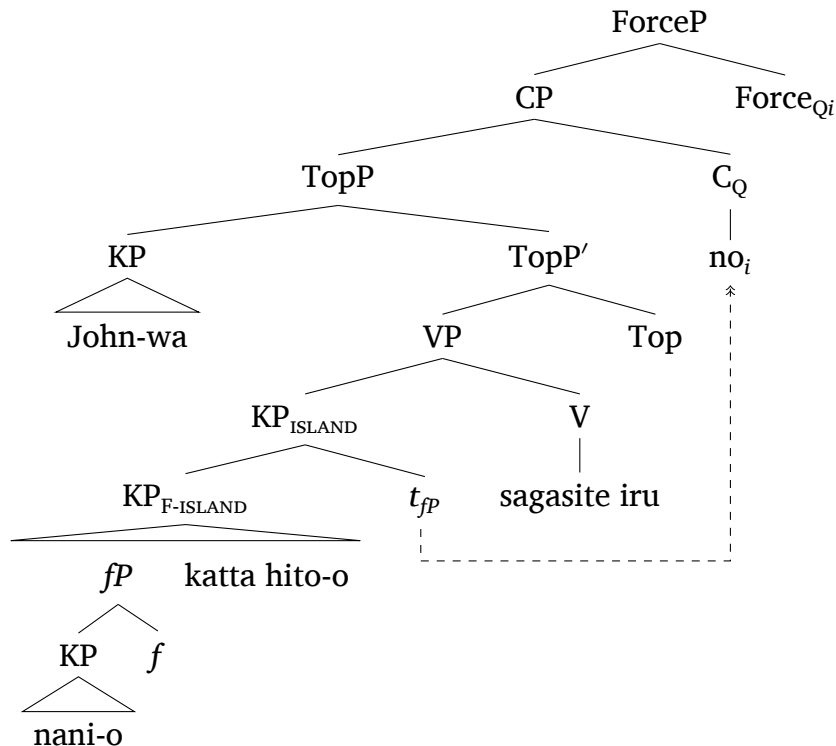 ForceP
CP Force_Qi
TopP C_Q
KP TopP′ no_i
John-wa VP Top
KP_ISLAND V
KP_F-ISLAND t_fP sagasite iru
fP katta hito-o
KP f
nani-o